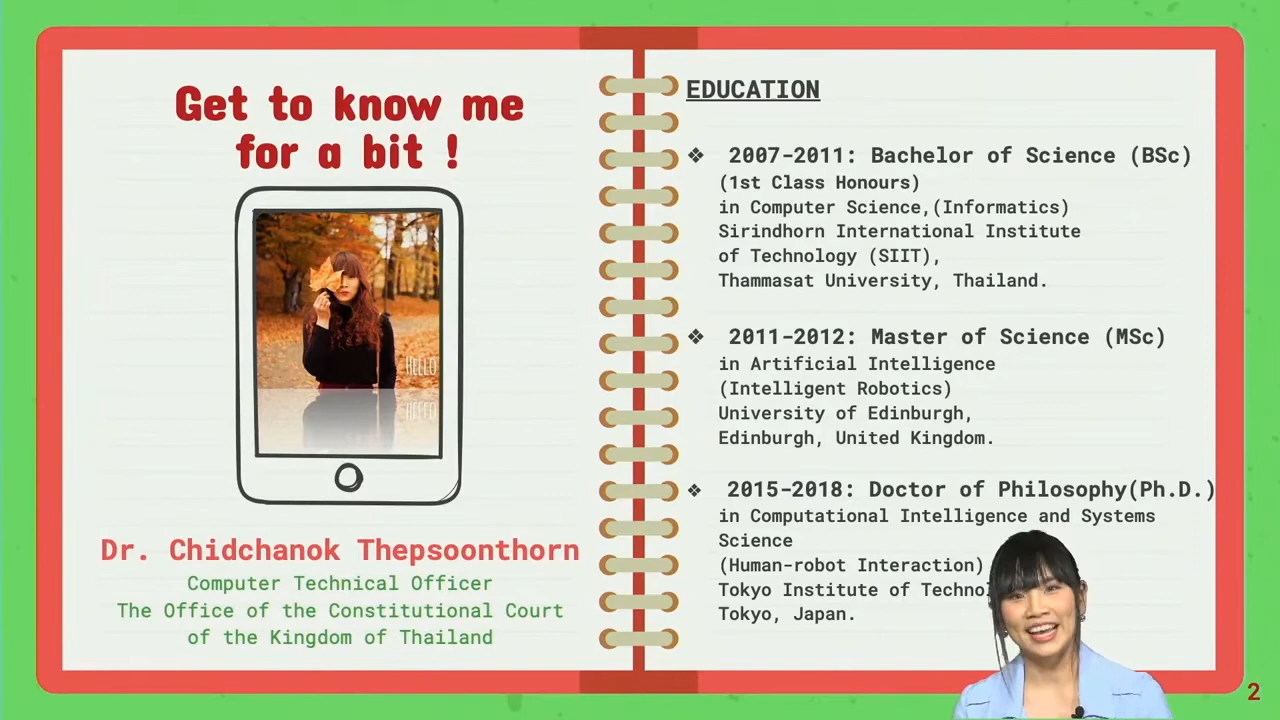 Get to know me
for a bit !
HELLO
Dr. Chidchanok Thepsoonthorn
Computer Technical Officer
The Office of the Constitutional Court
of the Kingdom of Thailand
EDUCATION
❖ 2007-2011: Bachelor of Science (BSc)
(1st Class Honours)
in Computer Science,(Informatics)
Sirindhorn International Institute
of Technology (SIIT),
Thammasat University, Thailand.
❖ 2011-2012: Master of Science (MSc)
in Artificial Intelligence
(Intelligent Robotics)
University of Edinburgh,
Edinburgh, United Kingdom.
❖ 2015-2018: Doctor of Philosophy(Ph.D.)
in Computational Intelligence and Systems
Science
(Human-robot Interaction)
Tokyo Institute of
Tokyo, Japan.
2